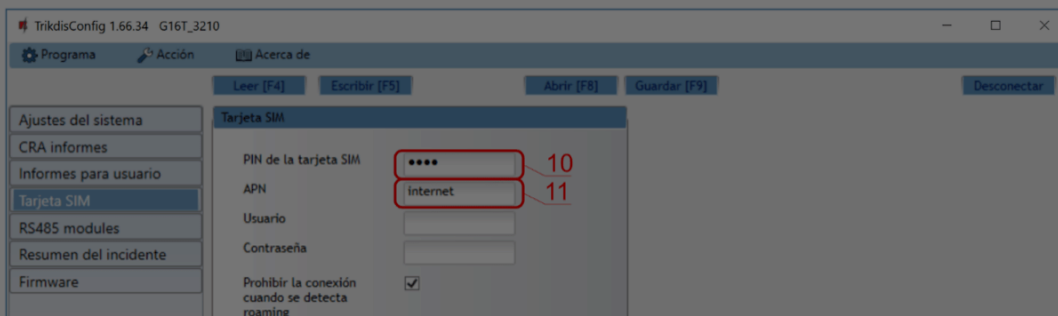 TrikdisConfig 1.66.34 G16T_3210
Programa Acción Acerca de
Leer [F4] Escribir [F5] Abrir [F8] Guardar [F9] Desconectar
Ajustes del sistema
CRA informes
Informes para usuario
Tarjeta SIM
RS485 modules
Resumen del incidente
Firmware
Tarjeta SIM
PIN de la tarjeta SIM •••• 10
APN internet 11
Usuario
Contraseña
Prohibir la conexión
cuando se detecta
roaming